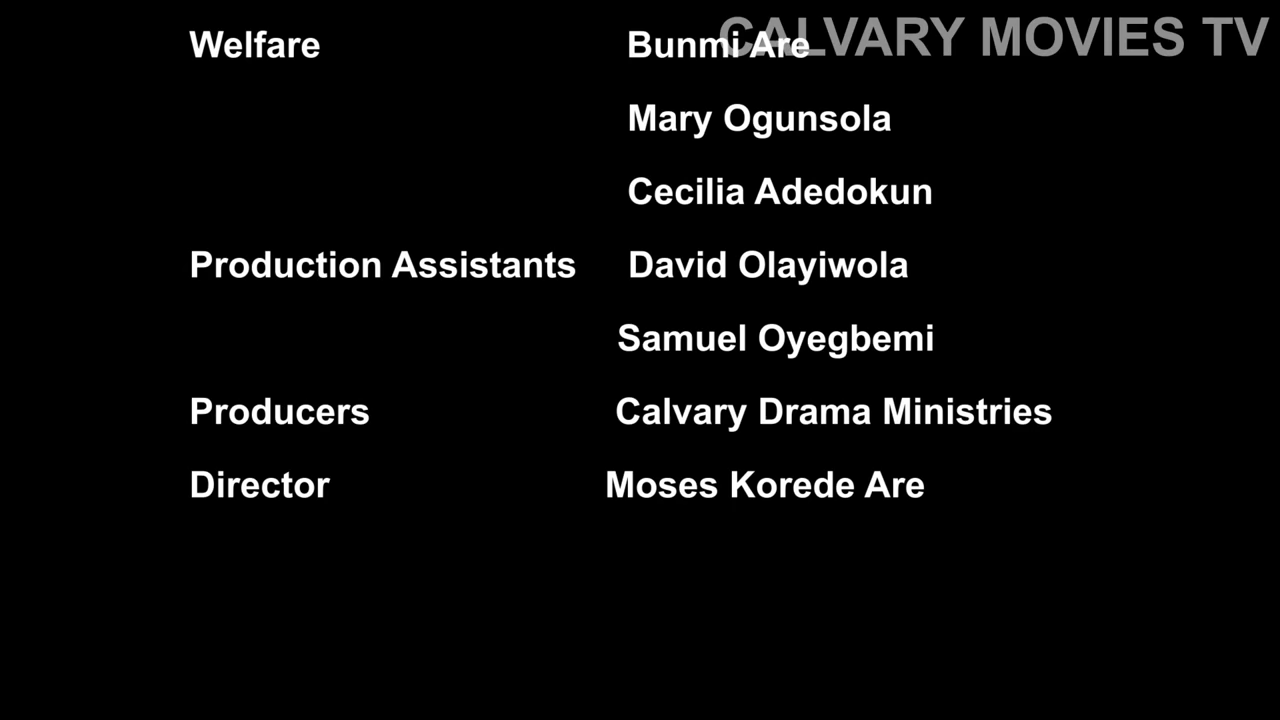 CALVARY MOVIES TV
Welfare Bunmi Are
Mary Ogunsola
Cecilia Adedokun
Production Assistants David Olayiwola
Samuel Oyegbemi
Producers Calvary Drama Ministries
Director Moses Korede Are